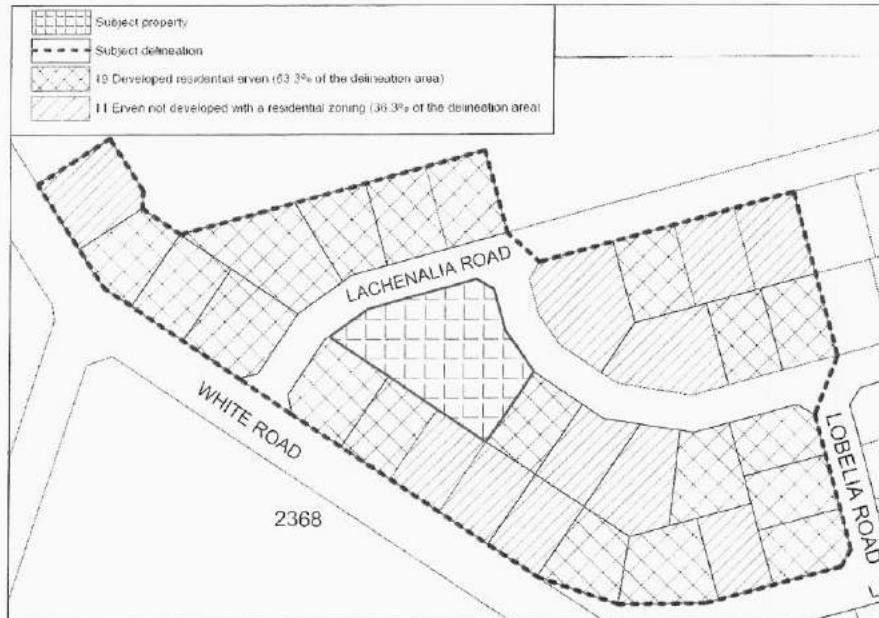 Subject property
Subject delineation
19 Developed residential erven (63.3% of the delineation area)
11 Erven not developed with a residential zoning (36.3% of the delineation area)
LACHENALIA ROAD
WHITE ROAD
LOBELIA ROAD
2368
L